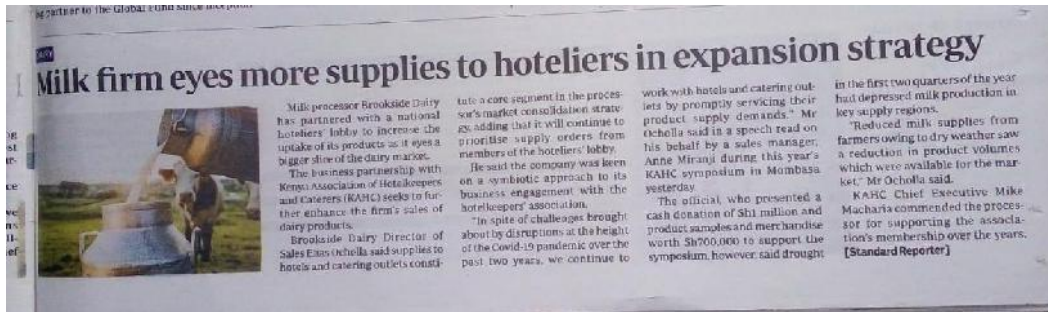 partner to the Global Fund since inception
DAIRY
Milk firm eyes more supplies to hoteliers in expansion strategy
Milk processor Brookside Dairy
has partnered with a national
hoteliers' lobby to increase the
uptake of its products as it eyes a
bigger slice of the dairy market.
The business partnership with
Kenya Association of Hotelkeepers
and Caterers (KAHC) seeks to fur-
ther enhance the firm's sales of
dairy products.
Brookside Dairy Director of
Sales Enos Ocholla said supplies to
hotels and catering outlets consti-
tute a core segment in the proces-
sor's market consolidation strate-
gy, adding that it will continue to
prioritise supply orders from
members of the hoteliers' lobby.
He said the company was keen
on a symbiotic approach to its
business engagement with the
hotelkeepers' association.
"In spite of challenges brought
about by disruptions at the height
of the Covid-19 pandemic over the
past two years, we continue to
work with hotels and catering out-
lets by promptly servicing their
product supply demands." Mr
Ocholla said in a speech read on
his behalf by a sales manager,
Anne Miranji during this year's
KAHC symposium in Mombasa
yesterday.
The official, who presented a
cash donation of Sh1 million and
product samples and merchandise
worth Sh700,000 to support the
symposium, however, said drought
in the first two quarters of the year
had depressed milk production in
key supply regions.
"Reduced milk supplies from
farmers owing to dry weather saw
a reduction in product volumes
which were available for the mar-
ket," Mr Ocholla said.
KAHC Chief Executive Mike
Macharia commended the proces-
sor for supporting the associa-
tion's membership over the years.
[Standard Reporter]